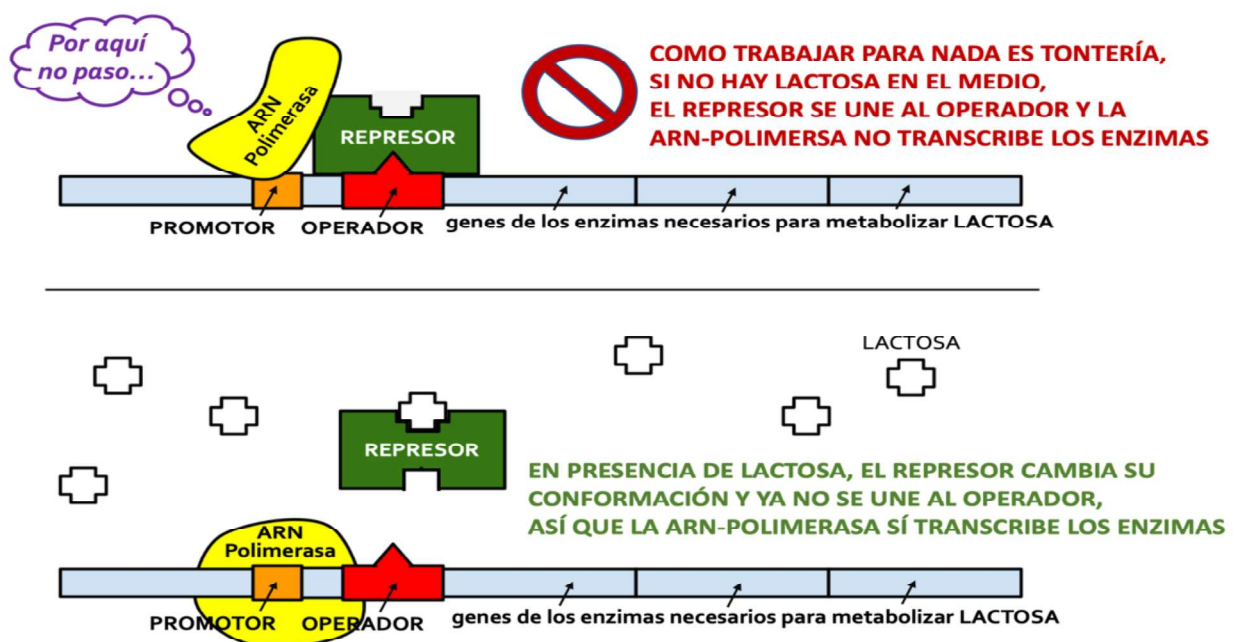 Por aquí
no paso...
ARN
Polimerasa
REPRESOR
COMO TRABAJAR PARA NADA ES TONTERÍA,
SI NO HAY LACTOSA EN EL MEDIO,
EL REPRESOR SE UNE AL OPERADOR Y LA
ARN-POLIMERSA NO TRANSCRIBE LOS ENZIMAS
PROMOTOR OPERADOR genes de los enzimas necesarios para metabolizar LACTOSA
LACTOSA
REPRESOR
EN PRESENCIA DE LACTOSA, EL REPRESOR CAMBIA SU
CONFORMACIÓN Y YA NO SE UNE AL OPERADOR,
ASÍ QUE LA ARN-POLIMERASA SÍ TRANSCRIBE LOS ENZIMAS
ARN
Polimerasa
PROMOTOR OPERADOR genes de los enzimas necesarios para metabolizar LACTOSA